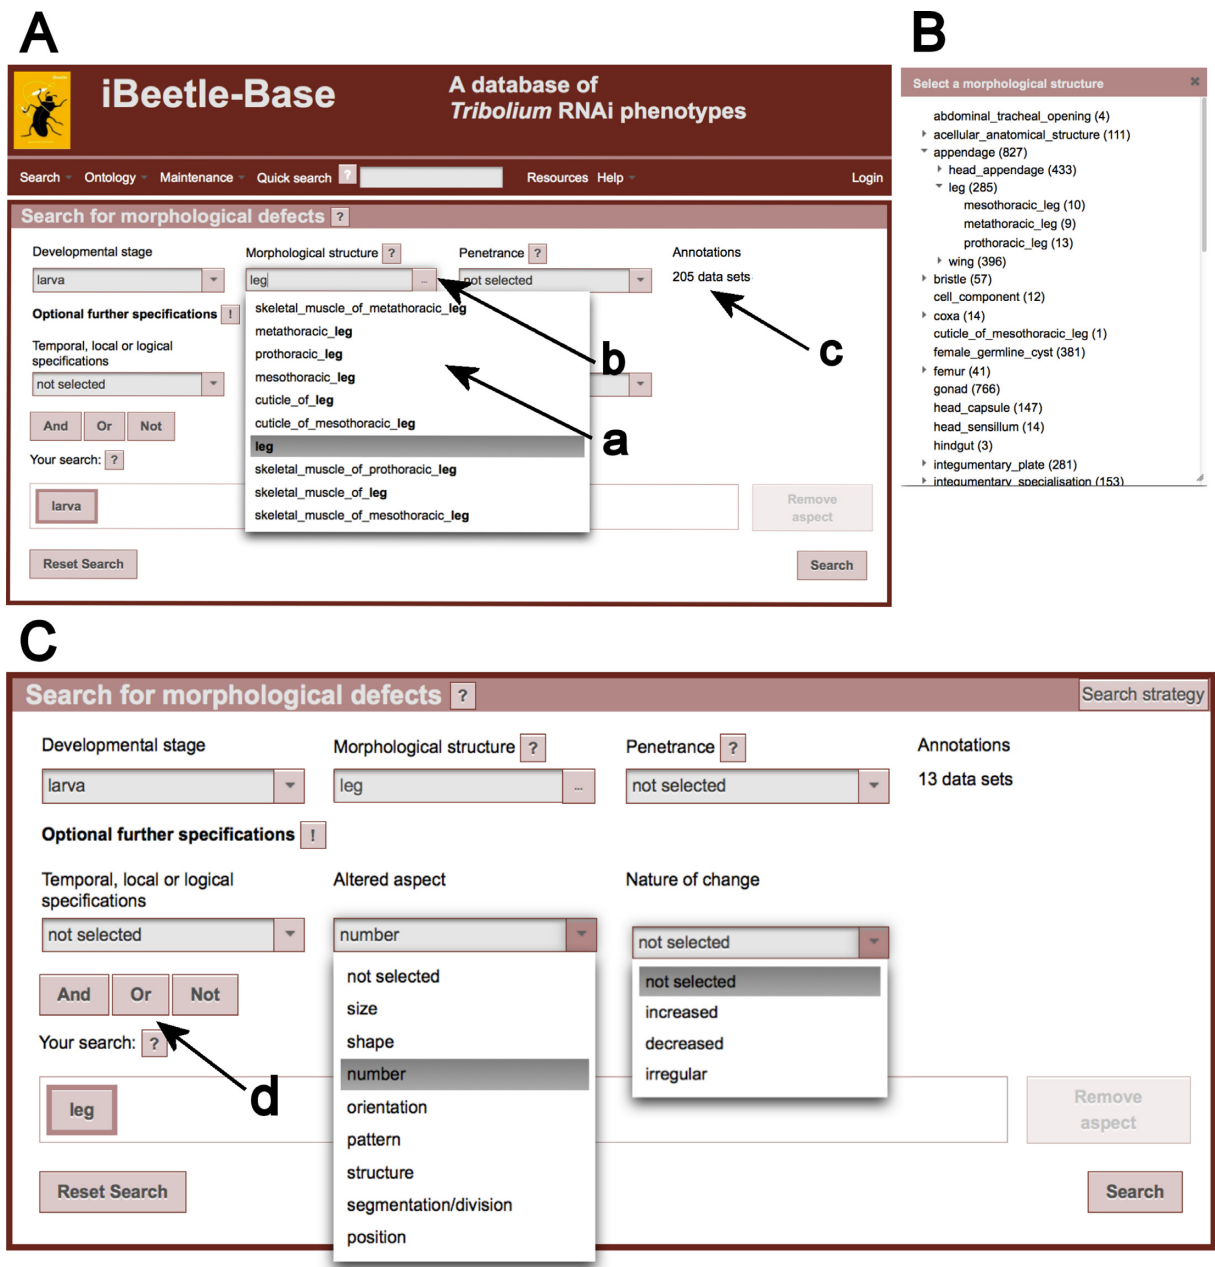 A
iBeetle-Base
A database of
Tribolium RNAi phenotypes
Search Ontology Maintenance Quick search ? Resources Help Login
Search for morphological defects ?
Developmental stage Morphological structure ? Penetrance ? Annotations
larva leg ... not selected 205 data sets
Optional further specifications !
Temporal, local or logical
specifications
not selected
skeletal_muscle_of_metathoracic_leg
metathoracic_leg
prothoracic_leg
mesothoracic_leg
cuticle_of_leg
cuticle_of_mesothoracic_leg
leg
skeletal_muscle_of_prothoracic_leg
skeletal_muscle_of_leg
skeletal_muscle_of_mesothoracic_leg
b
c
a
And Or Not
Your search: ?
larva
Remove
aspect
Reset Search Search
B
Select a morphological structure
abdominal_tracheal_opening (4)
acellular_anatomical_structure (111)
appendage (827)
head_appendage (433)
leg (285)
mesothoracic_leg (10)
metathoracic_leg (9)
prothoracic_leg (13)
wing (396)
bristle (57)
cell_component (12)
coxa (14)
cuticle_of_mesothoracic_leg (1)
female_germline_cyst (381)
femur (41)
gonad (766)
head_capsule (147)
head_sensillum (14)
hindgut (3)
integumentary_plate (281)
integumentary_specialisation (153)
C
Search for morphological defects ? Search strategy
Developmental stage Morphological structure ? Penetrance ? Annotations
larva leg ... not selected 13 data sets
Optional further specifications !
Temporal, local or logical
specifications
Altered aspect Nature of change
not selected number not selected
not selected
size
shape
number
orientation
pattern
structure
segmentation/division
position
not selected
increased
decreased
irregular
And Or Not
Your search: ?
d
leg
Remove
aspect
Reset Search Search